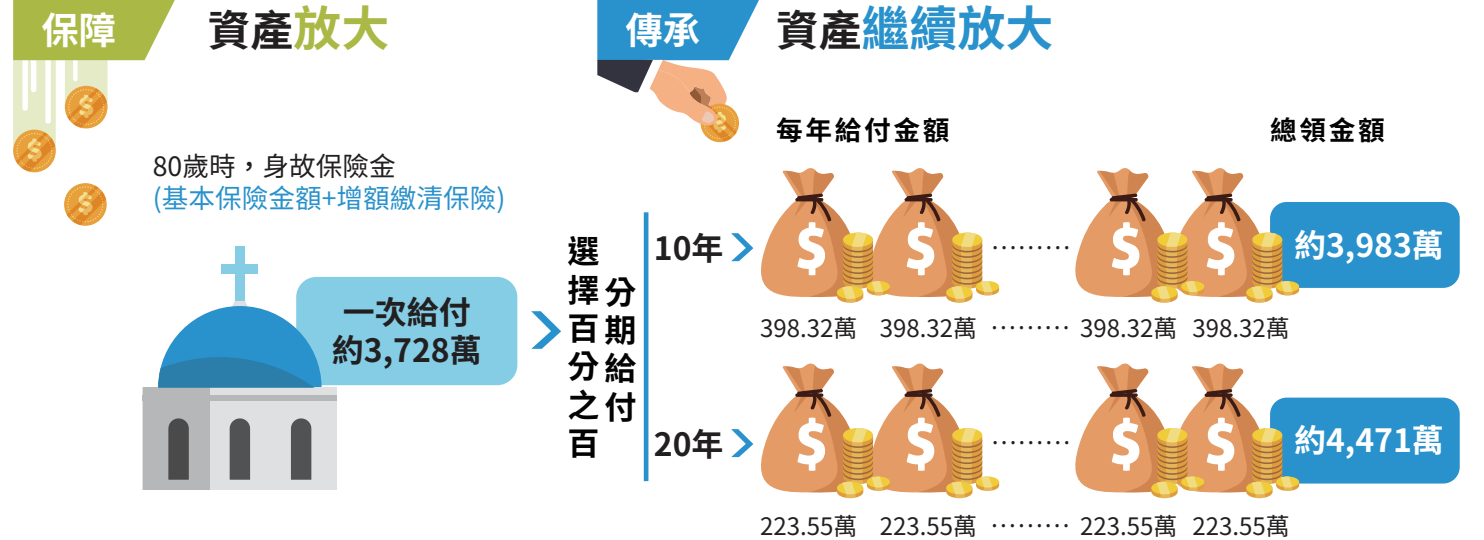 保障
資產放大
80歲時，身故保險金
(基本保險金額+增額繳清保險)
一次給付
約3,728萬
選擇百分之百
分期給付
傳承
資產繼續放大
每年給付金額 總領金額
10年 $ $ ……… $ $ 約3,983萬
398.32萬 398.32萬 ……… 398.32萬 398.32萬
20年 $ $ ……… $ $ 約4,471萬
223.55萬 223.55萬 ……… 223.55萬 223.55萬